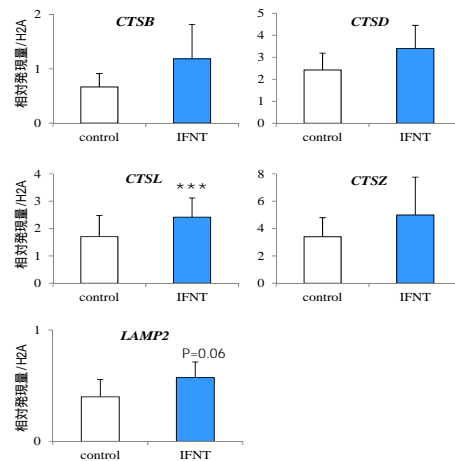 CTSB
相対発現量/H2A
2
1
0
control IFNT
CTSD
5
4
3
2
1
0
control IFNT
CTSL
相対発現量/H2A
4
3
2
1
0
***
control IFNT
CTSZ
8
6
4
2
0
control IFNT
LAMP2
相対発現量/H2A
1
0
P=0.06
control IFNT